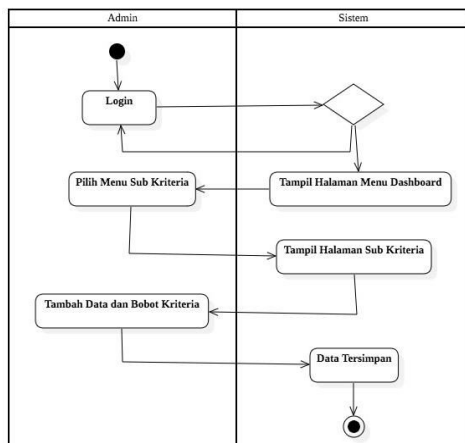 Admin
Sistem
Login
Pilih Menu Sub Kriteria
Tampil Halaman Menu Dashboard
Tampil Halaman Sub Kriteria
Tambah Data dan Bobot Kriteria
Data Tersimpan